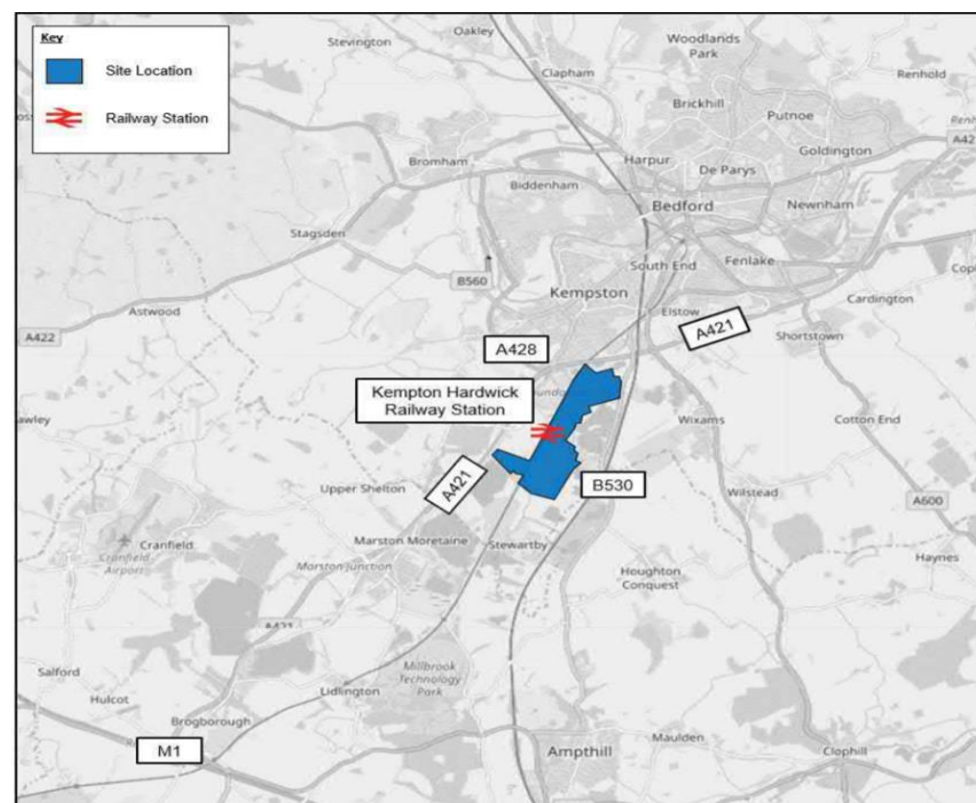 Key
Site Location
Railway Station
Oakley
Stevington
Woodlands
Park
Clapham
Renhold
Brickhill
Putnoe
Goldington
A42
Bromham
Harpur
De Parys
Biddenham
Bedford
Newnham
Stagsden
South End
Fenlake
B560
Kempston
Cardington
Astwood
Elstow
A421
Shortstown
A422
A428
Kempton Hardwick
Railway Station
Wixams
Cotton End
A421
B530
Upper Shelton
Wilstead
A600
Cranfield
Cranfield
Airport
Marston Moretaine
Stewartby
Marston Junction
Houghton
Conquest
Haynes
A421
Salford
Hulcot
Lidlington
Millbrook
Technology
Park
Brogborough
M1
Ampthill
Maulden
Clophill